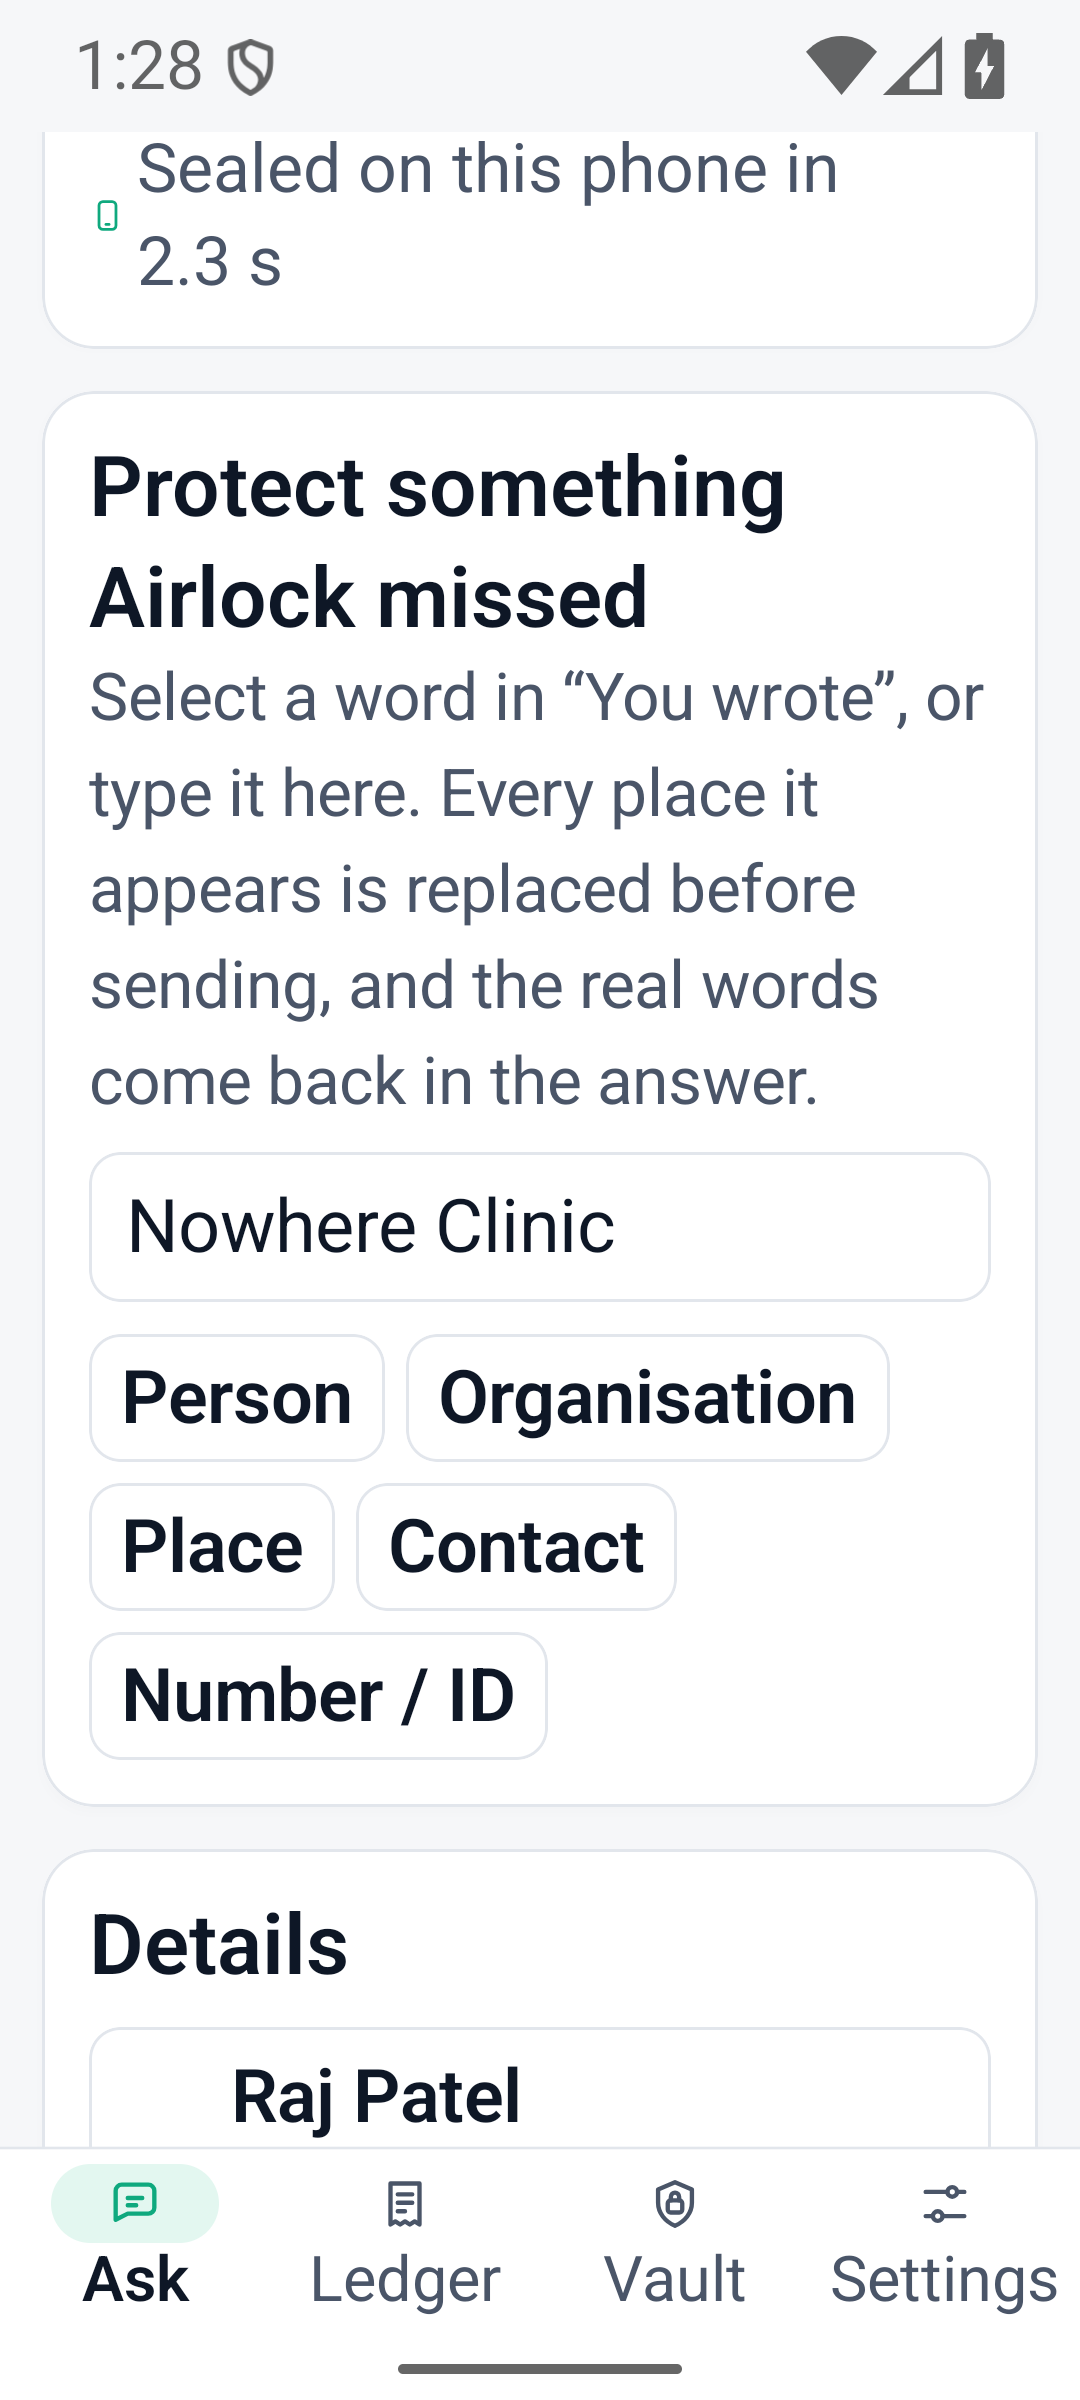 1:28
Sealed on this phone in
2.3 s
Protect something
Airlock missed
Select a word in “You wrote”, or
type it here. Every place it
appears is replaced before
sending, and the real words
come back in the answer.
Nowhere Clinic
Person Organisation
Place Contact
Number / ID
Details
Raj Patel
Ask Ledger Vault Settings